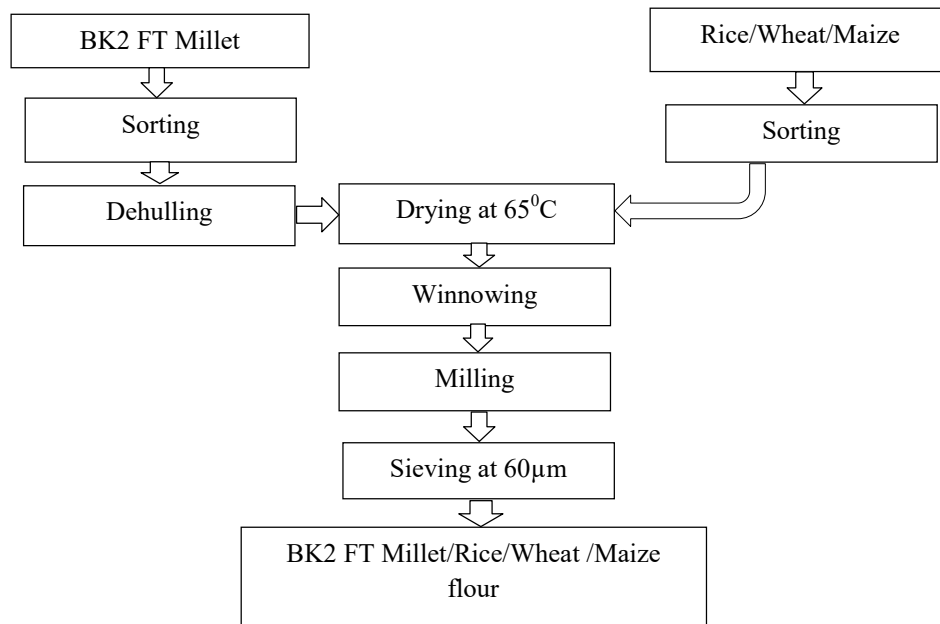 BK2 FT Millet
Rice/Wheat/Maize
Sorting
Sorting
Dehulling
Drying at 65⁰C
Winnowing
Milling
Sieving at 60µm
BK2 FT Millet/Rice/Wheat /Maize
flour